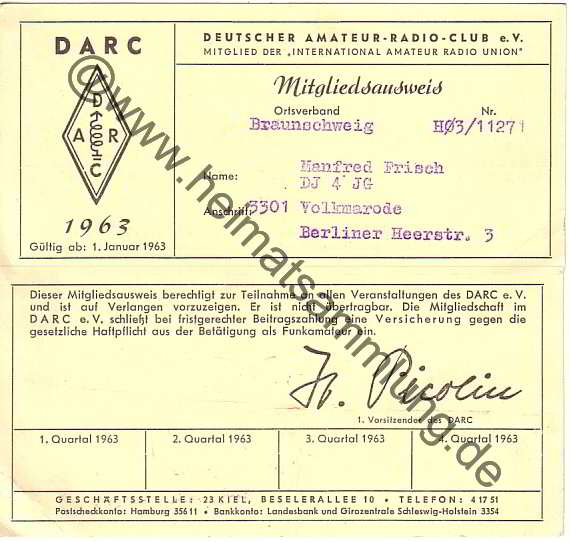 DARC
D
A R
C
1963
Gültig ab: 1. Januar 1963
DEUTSCHER AMATEUR-RADIO-CLUB e.V.
MITGLIED DER „INTERNATIONAL AMATEUR RADIO UNION"
Mitgliedsausweis
Ortsverband Nr.
Braunschweig HØ3/11271
Name: Manfred Frisch
DJ 4 JG
Anschrift: 3301 Volkmarode
Berliner Heerstr. 3
Dieser Mitgliedsausweis berechtigt zur Teilnahme an allen Veranstaltungen des DARC e. V.
und ist auf Verlangen vorzuzeigen. Er ist nicht übertragbar. Die Mitgliedschaft im
DARC e. V. schließt bei fristgerechter Beitragszahlung eine Versicherung gegen die
gesetzliche Haftpflicht aus der Betätigung als Funkamateur ein.
H. Picolin
1. Vorsitzender des DARC
1. Quartal 1963 2. Quartal 1963 3. Quartal 1963 4. Quartal 1963
GESCHÄFTSSTELLE: 23 KIEL, BESELERALLEE 10 • TELEFON: 4 17 51
Postscheckkonto: Hamburg 35611 • Bankkonto: Landesbank und Girozentrale Schleswig-Holstein 3354
©www.heimatsammlung.de